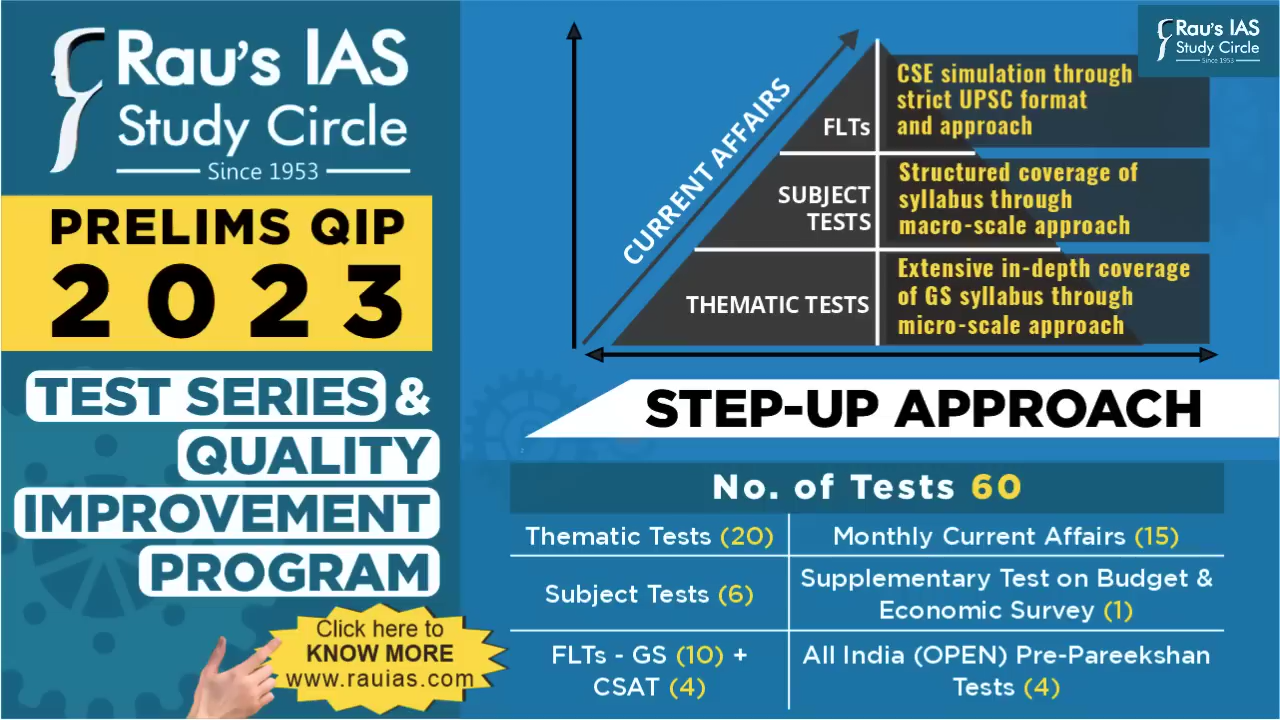 Rau's IAS
Study Circle
Since 1953
PRELIMS QIP
2023
TEST SERIES &
QUALITY
IMPROVEMENT
PROGRAM
Click here to
KNOW MORE
www.rauias.com
Rau's IAS
Study Circle
Since 1953
CURRENT AFFAIRS
FLTs
CSE simulation through
strict UPSC format
and approach
SUBJECT
TESTS
Structured coverage of
syllabus through
macro-scale approach
THEMATIC TESTS
Extensive in-depth coverage
of GS syllabus through
micro-scale approach
STEP-UP APPROACH
No. of Tests 60
Thematic Tests (20)
Monthly Current Affairs (15)
Subject Tests (6)
Supplementary Test on Budget &
Economic Survey (1)
FLTs - GS (10) +
CSAT (4)
All India (OPEN) Pre-Pareekshan
Tests (4)